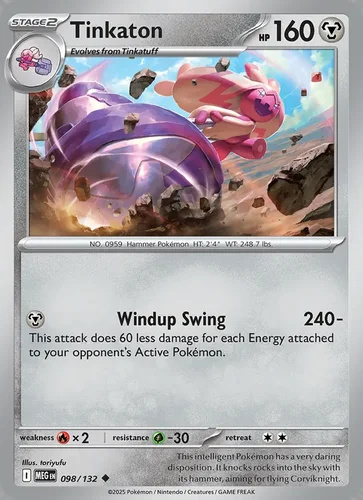 STAGE2
Tinkaton
HP 160
Evolves from Tinkatuff
NO. 0959 Hammer Pokémon HT: 2'4" WT: 248.7 lbs.
Windup Swing 240-
This attack does 60 less damage for each Energy attached
to your opponent's Active Pokémon.
weakness × 2 resistance -30 retreat
Illus. toriyufu
I MEG EN 098/132
This intelligent Pokémon has a very daring
disposition. It knocks rocks into the sky with
its hammer, aiming for flying Corviknight.
©2025 Pokémon / Nintendo / Creatures / GAME FREAK